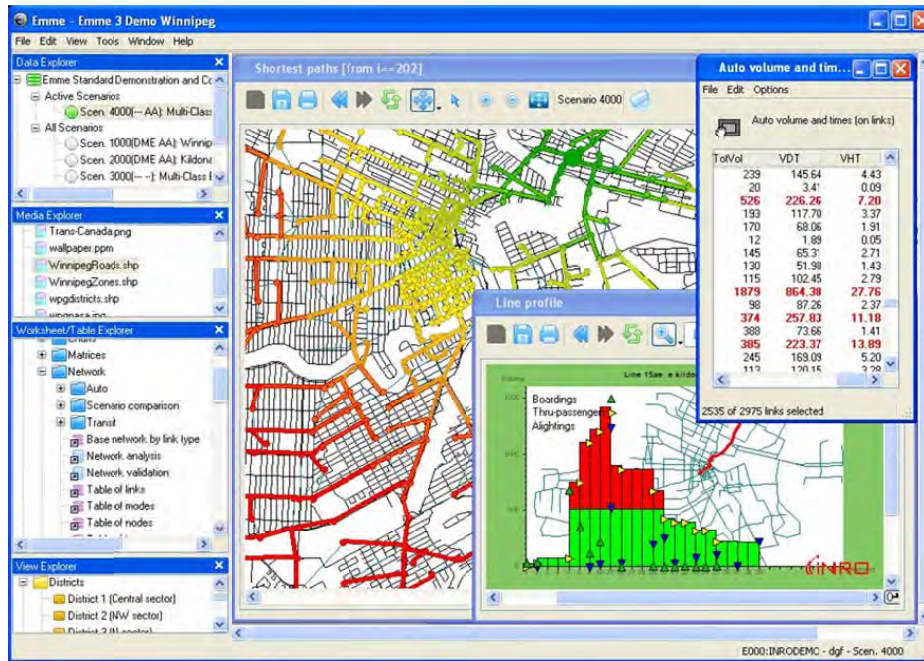 Emme - Emme 3 Demo Winnipeg
File Edit View Tools Window Help
Data Explorer
Emme Standard Demonstration and Co
Active Scenarios
Scen. 4000(-- AA): Multi-Class
All Scenarios
Scen. 1000(DME AA): Winnip
Scen. 2000(DME AA): Kildona
Scen. 3000(-- --): Multi-Class
Media Explorer
Trans-Canada.png
wallpaper.ppm
WinnipegRoads.shp
WinnipegZones.shp
wpgdistricts.shp
Worksheet/Table Explorer
Matrices
Network
Auto
Scenario comparison
Transit
Base network by link type
Network analysis
Network validation
Table of links
Table of modes
Table of nodes
View Explorer
Districts
District 1 (Central sector)
District 2 (NW sector)
Shortest paths [from i==202]
Scenario 4000
Line profile
Boardings
Thru-passenge
Alightings
INRO
Auto volume and tim...
File Edit Options
Auto volume and times (on links)
TotVol VDT VHT
239 145.64 4.43
20 3.41 0.09
526 226.26 7.20
193 117.70 3.37
170 68.06 1.91
12 1.89 0.05
145 65.31 2.71
130 51.98 1.43
115 102.45 2.79
1879 864.38 27.76
98 87.26 2.37
374 257.83 11.18
388 73.66 1.41
385 223.37 13.89
245 169.09 5.20
113 120.15 3.28
2535 of 2975 links selected
E000:INRODEMC - dgf - Scen. 4000